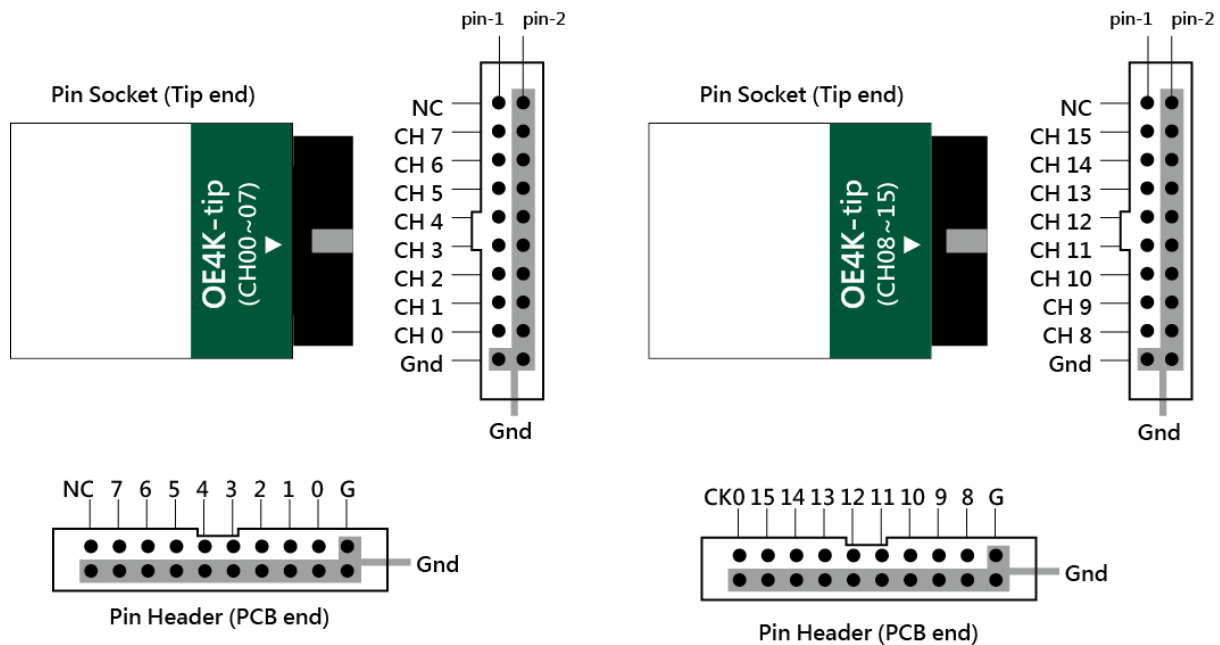 pin-1 pin-2
Pin Socket (Tip end)
OE4K-tip
(CH00~07)
NC
CH 7
CH 6
CH 5
CH 4
CH 3
CH 2
CH 1
CH 0
Gnd
Gnd
pin-1 pin-2
Pin Socket (Tip end)
OE4K-tip
(CH08~15)
NC
CH 15
CH 14
CH 13
CH 12
CH 11
CH 10
CH 9
CH 8
Gnd
Gnd
NC 7 6 5 4 3 2 1 0 G
Gnd
Pin Header (PCB end)
CK0 15 14 13 12 11 10 9 8 G
Gnd
Pin Header (PCB end)